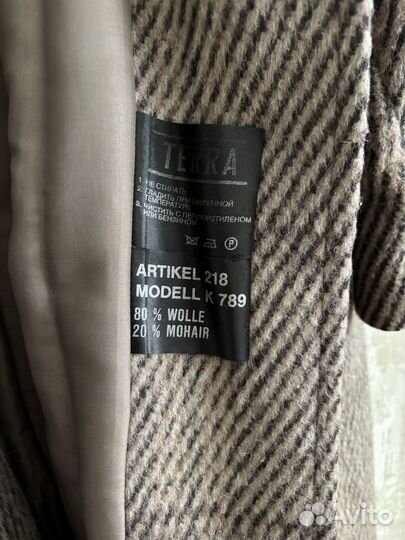 TERRA
1. НЕ СТИРАТЬ
2. ГЛАДИТЬ ПРИ УМЕРЕННОЙ
ТЕМПЕРАТУРЕ
3. ЧИСТИТЬ С ПЕРХЛОРЭТИЛЕНОМ
ИЛИ БЕНЗИНОМ
P
ARTIKEL 218
MODELL K 789
80 % WOLLE
20 % MOHAIR
Avito